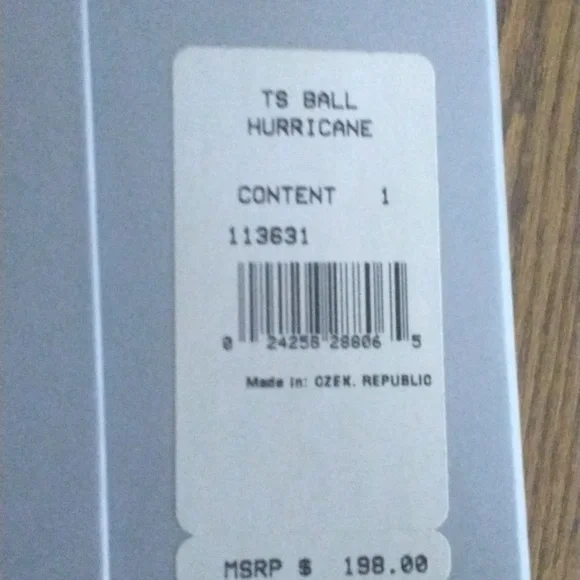 TS BALL
HURRICANE
CONTENT 1
113631
0 24258 28806 5
Made in: CZEK. REPUBLIC
MSRP $ 198.00